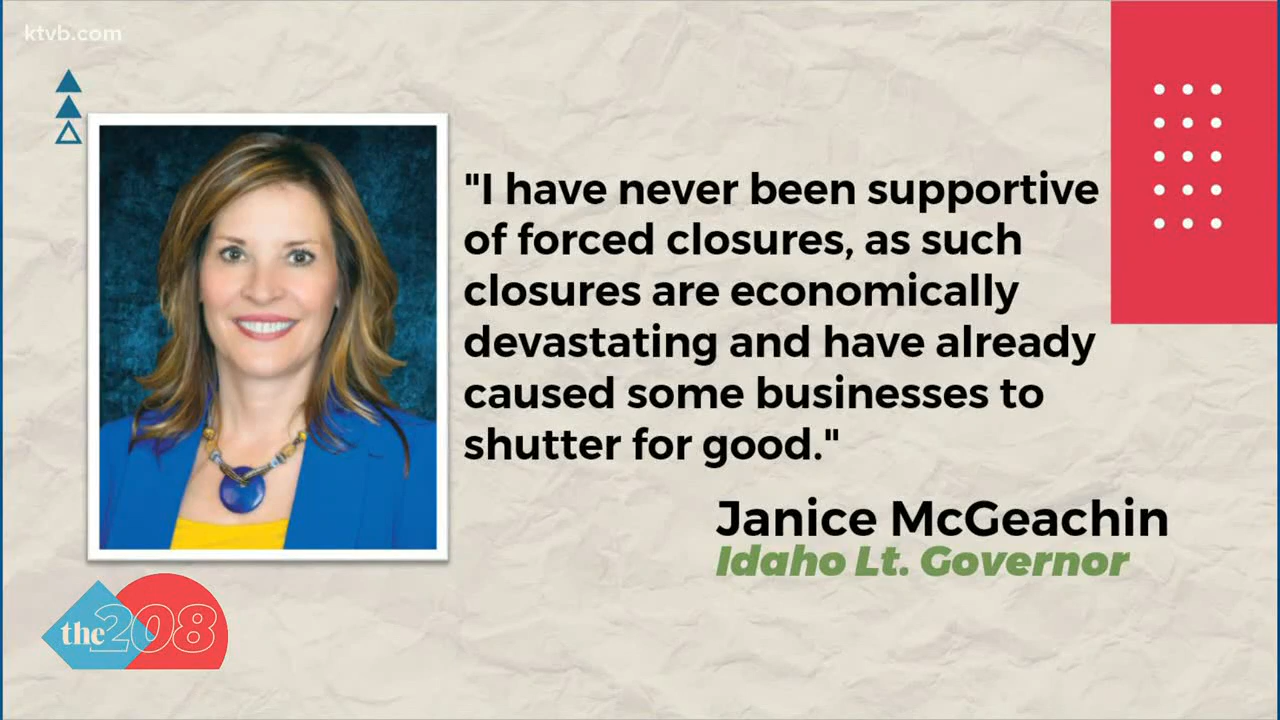 ktvb.com
"I have never been supportive
of forced closures, as such
closures are economically
devastating and have already
caused some businesses to
shutter for good."
Janice McGeachin
Idaho Lt. Governor
the208